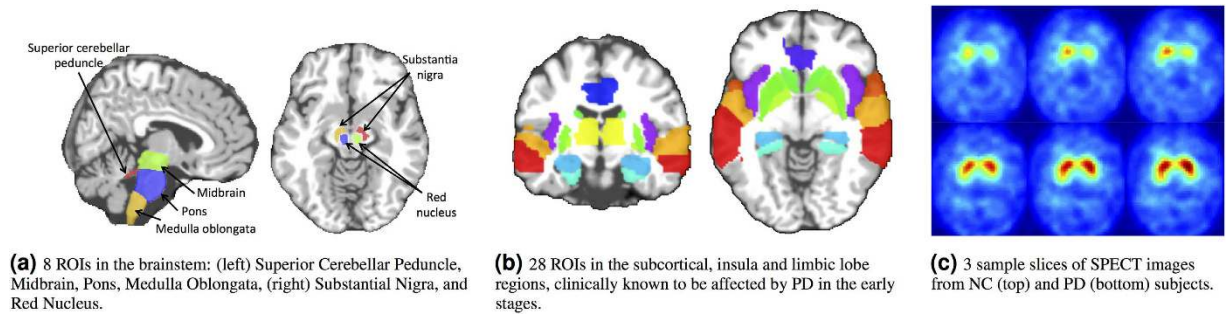 Superior cerebellar
peduncle
Substantia
nigra
Midbrain
Pons
Medulla oblongata
Red
nucleus
(a) 8 ROIs in the brainstem: (left) Superior Cerebellar Peduncle,
Midbrain, Pons, Medulla Oblongata, (right) Substantial Nigra, and
Red Nucleus.
(b) 28 ROIs in the subcortical, insula and limbic lobe
regions, clinically known to be affected by PD in the early
stages.
(c) 3 sample slices of SPECT images
from NC (top) and PD (bottom) subjects.